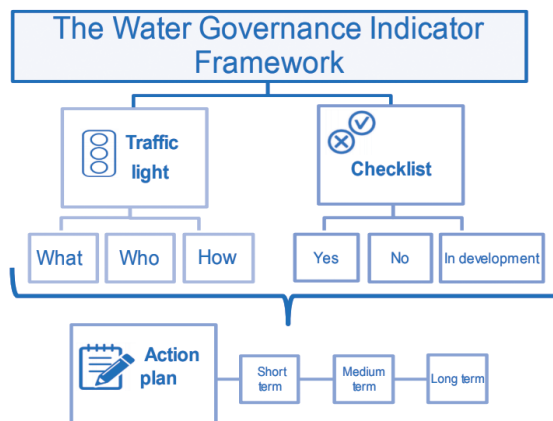 The Water Governance Indicator
Framework
Traffic
light
Checklist
What
Who
How
Yes
No
In development
Action
plan
Short
term
Medium
term
Long term